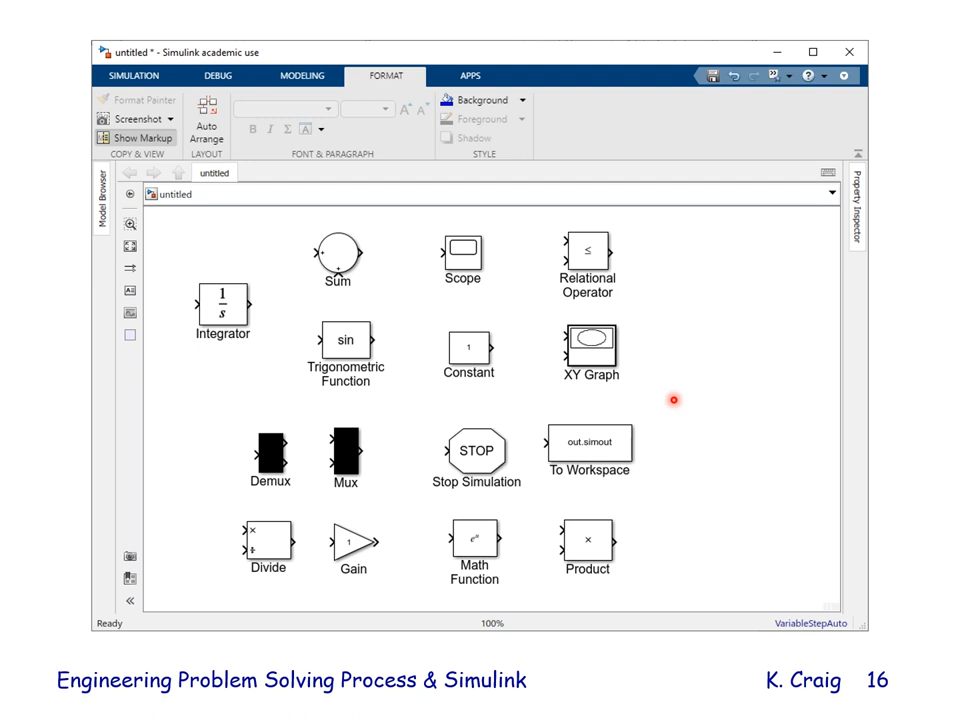 untitled * - Simulink academic use
SIMULATION DEBUG MODELING FORMAT APPS
Format Painter
Screenshot
Show Markup
COPY & VIEW
Auto
Arrange
LAYOUT
A A
B I Σ A
FONT & PARAGRAPH
Background
Foreground
Shadow
STYLE
Model Browser
untitled
untitled
Property Inspector
+
+
Sum
Scope
≤
Relational
Operator
1
s
Integrator
sin
Trigonometric
Function
1
Constant
XY Graph
Demux
Mux
STOP
Stop Simulation
out.simout
To Workspace
×
÷
Divide
1
Gain
eᵘ
Math
Function
×
Product
Ready 100% VariableStepAuto
Engineering Problem Solving Process & Simulink K. Craig 16